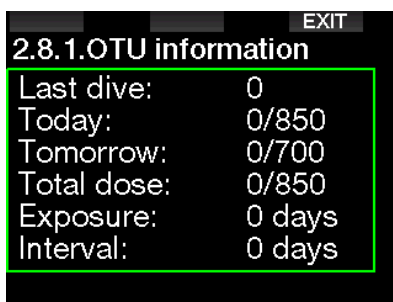 EXIT
2.8.1.OTU information
Last dive: 0
Today: 0/850
Tomorrow: 0/700
Total dose: 0/850
Exposure: 0 days
Interval: 0 days